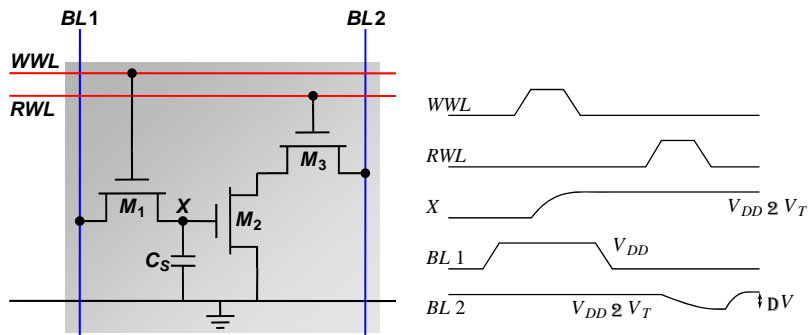 BL1 BL2
WWL
RWL
M3
M1 X M2
CS
WWL
RWL
X VDD 2 VT
BL 1 VDD
BL 2 VDD 2 VT DV